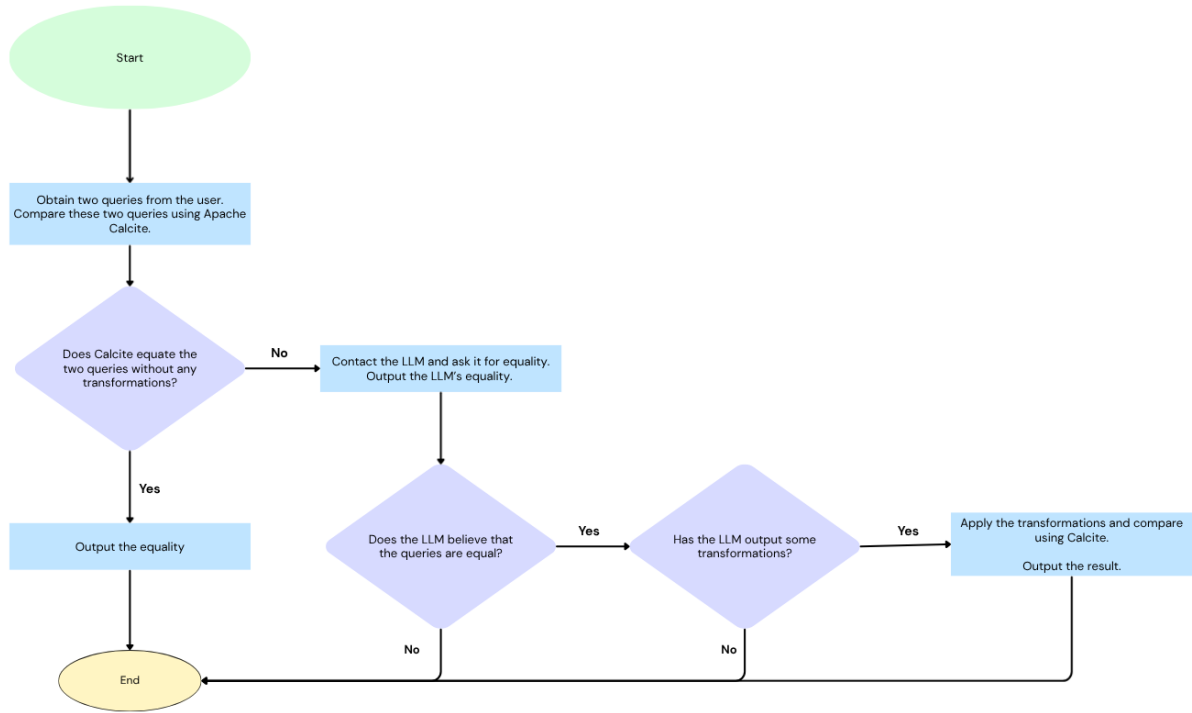 Start
Obtain two queries from the user.
Compare these two queries using Apache
Calcite.
Does Calcite equate the
two queries without any
transformations?
No
Contact the LLM and ask it for equality.
Output the LLM's equality.
Yes
Output the equality
Does the LLM believe that
the queries are equal?
Yes
Has the LLM output some
transformations?
Yes
Apply the transformations and compare
using Calcite.
Output the result.
No
No
End